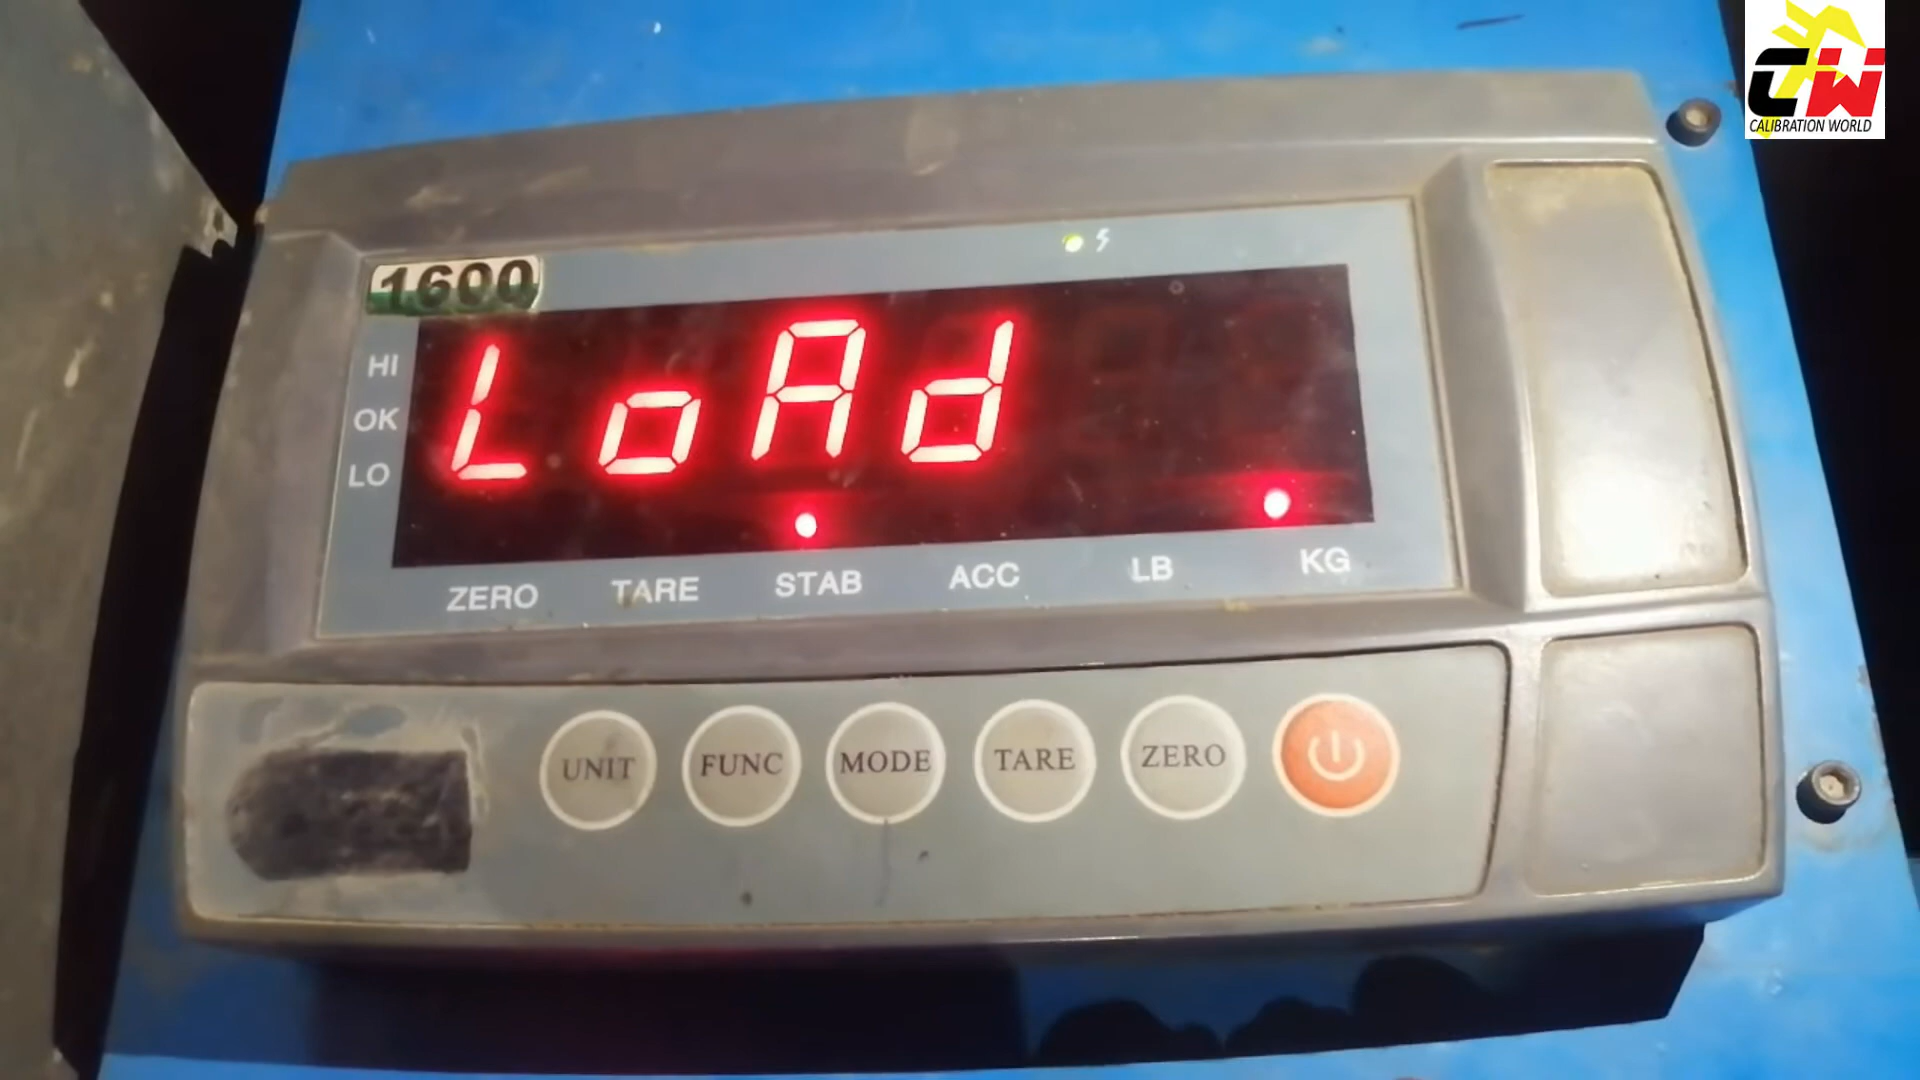 CW
CALIBRATION WORLD
1600
HI
OK
LO
LoAd
ZERO TARE STAB ACC LB KG
UNIT FUNC MODE TARE ZERO